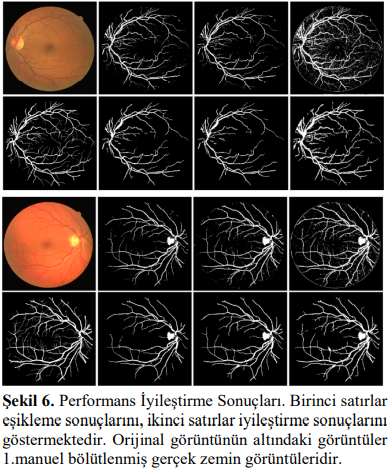 Şekil 6. Performans İyileştirme Sonuçları. Birinci satırlar
eşikleme sonuçlarını, ikinci satırlar iyileştirme sonuçlarını
göstermektedir. Orijinal görüntünün altındaki görüntüler
1.manuel bölütlenmiş gerçek zemin görüntüleridir.